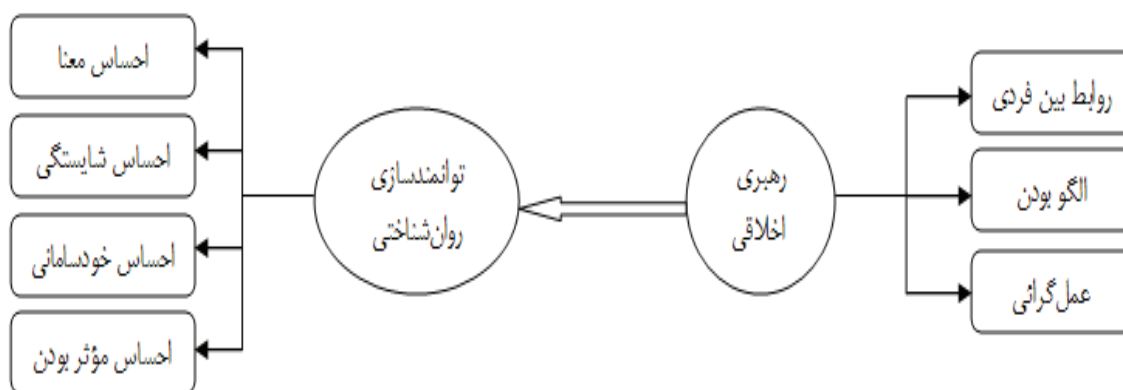 روابط بین فردی
الگو بودن
عمل‌گرائی
رهبری
اخلاقی
توانمندسازی
روان‌شناختی
احساس معنا
احساس شایستگی
احساس خودسامانی
احساس مؤثر بودن